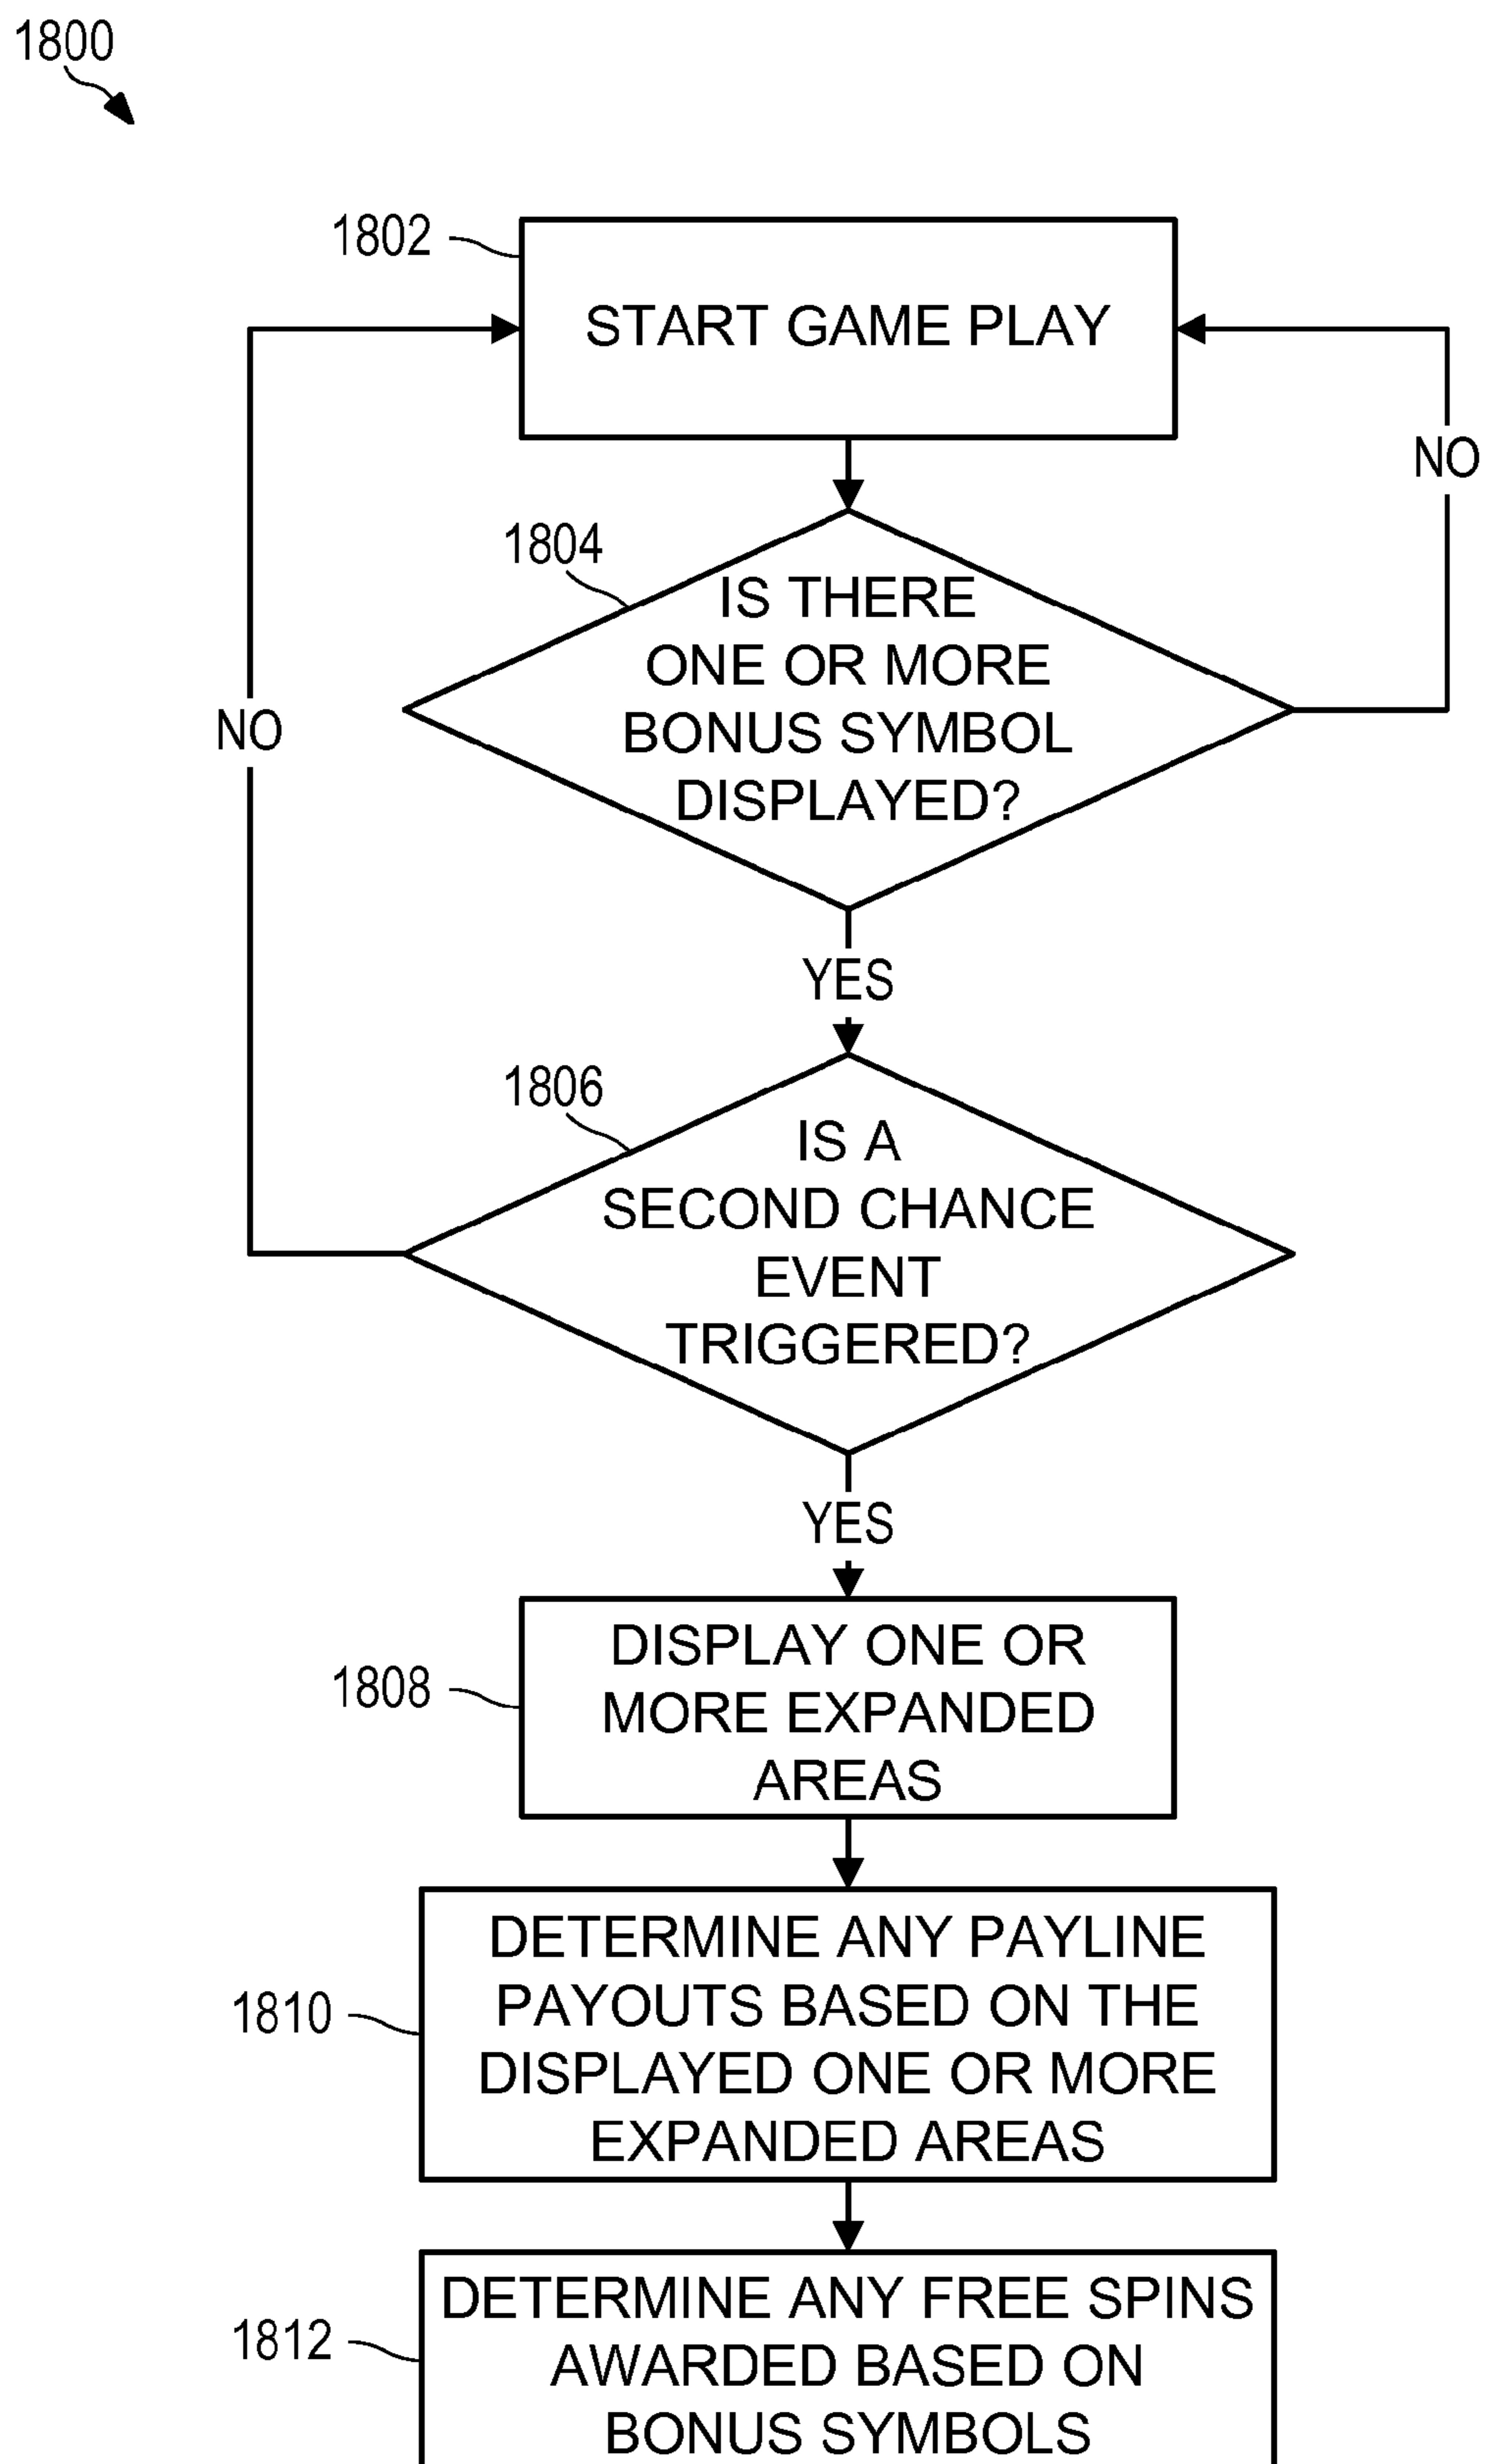 1800
1802
START GAME PLAY
NO
1804
IS THERE
ONE OR MORE
BONUS SYMBOL
DISPLAYED?
NO
YES
1806
IS A
SECOND CHANCE
EVENT
TRIGGERED?
YES
1808
DISPLAY ONE OR
MORE EXPANDED
AREAS
1810
DETERMINE ANY PAYLINE
PAYOUTS BASED ON THE
DISPLAYED ONE OR MORE
EXPANDED AREAS
1812
DETERMINE ANY FREE SPINS
AWARDED BASED ON
BONUS SYMBOLS